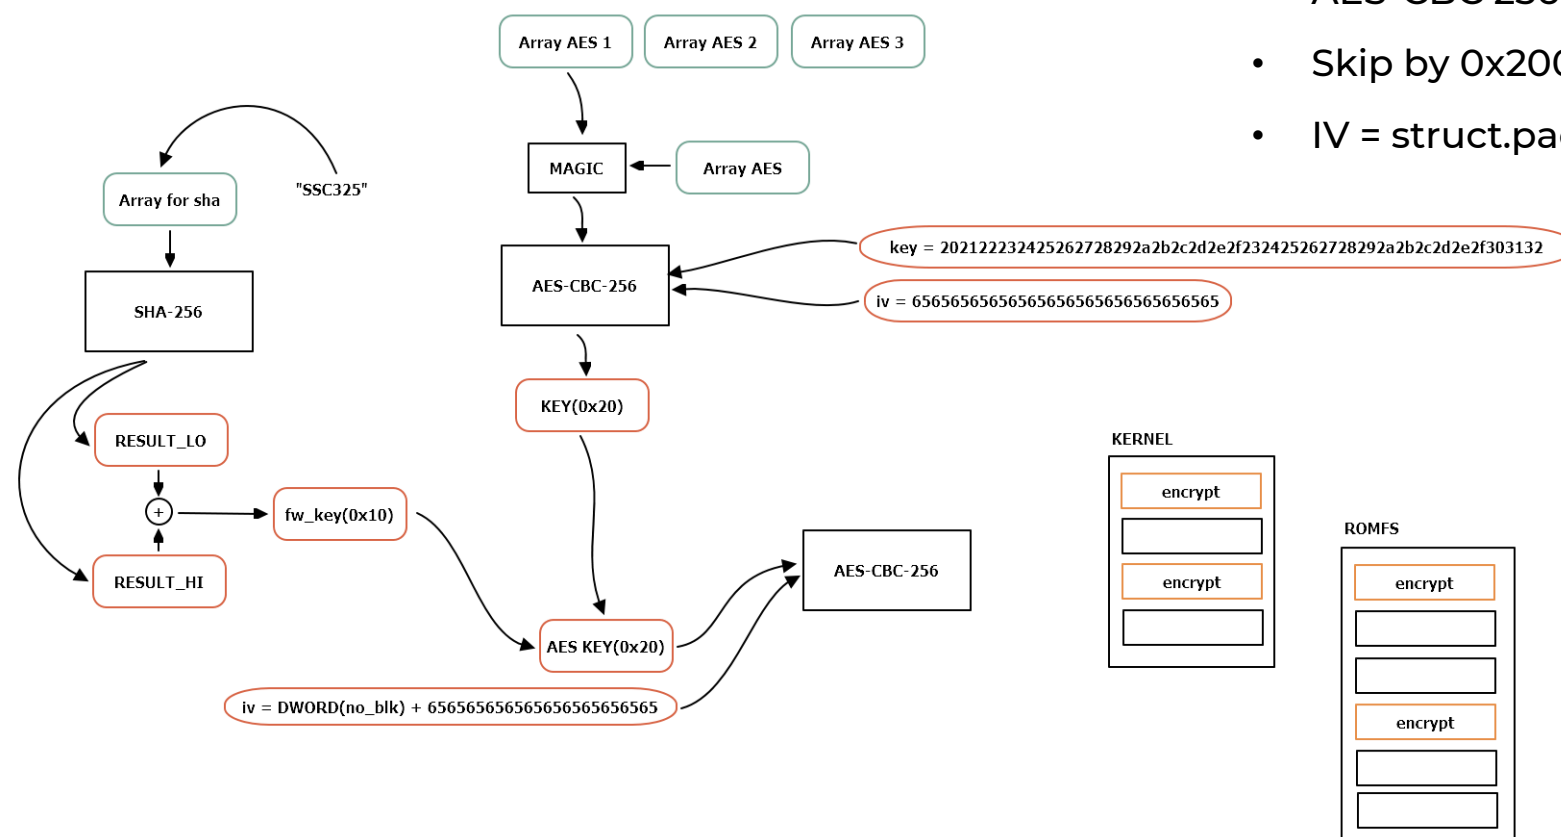 Array AES 1
Array AES 2
Array AES 3
• Skip by 0x200
• IV = struct.pac
MAGIC
Array AES
"SSC325"
Array for sha
key = 202122232425262728292a2b2c2d2e2f232425262728292a2b2c2d2e2f303132
AES-CBC-256
iv = 65656565656565656565656565656565
SHA-256
KEY(0x20)
RESULT_LO
KERNEL
encrypt
+
fw_key(0x10)
ROMFS
AES-CBC-256
RESULT_HI
encrypt
encrypt
AES KEY(0x20)
iv = DWORD(no_blk) + 656565656565656565656565
encrypt